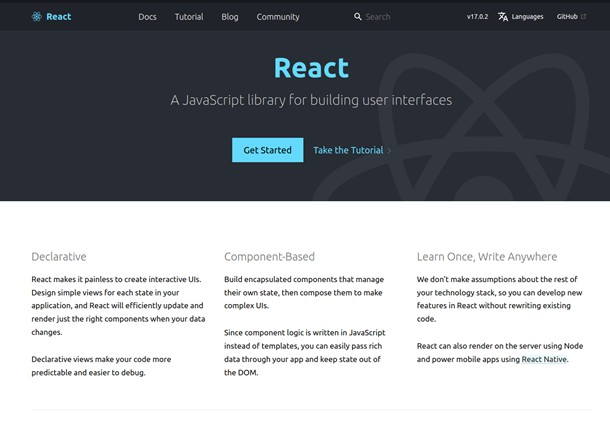 React Docs Tutorial Blog Community Search v17.0.2 Languages GitHub
React
A JavaScript library for building user interfaces
Get Started Take the Tutorial
Declarative
React makes it painless to create interactive UIs.
Design simple views for each state in your
application, and React will efficiently update and
render just the right components when your data
changes.
Declarative views make your code more
predictable and easier to debug.
Component-Based
Build encapsulated components that manage
their own state, then compose them to make
complex UIs.
Since component logic is written in JavaScript
instead of templates, you can easily pass rich
data through your app and keep state out of
the DOM.
Learn Once, Write Anywhere
We don’t make assumptions about the rest of
your technology stack, so you can develop new
features in React without rewriting existing
code.
React can also render on the server using Node
and power mobile apps using React Native.